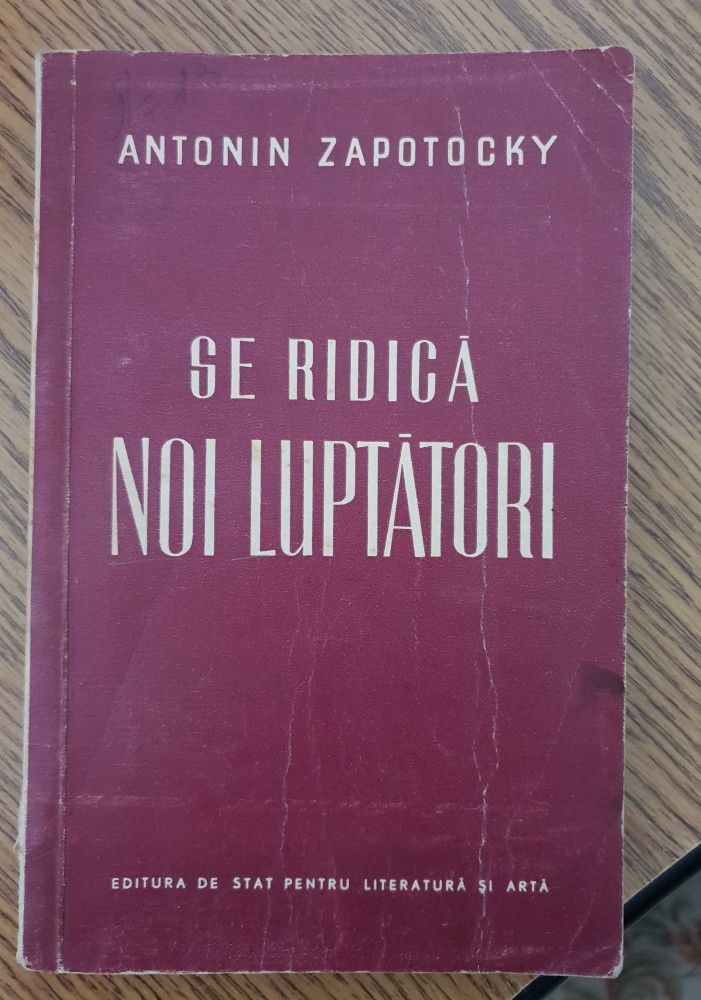 ANTONIN ZAPOTOCKY
SE RIDICĂ
NOI LUPTĂTORI
EDITURA DE STAT PENTRU LITERATURĂ ȘI ARTĂ